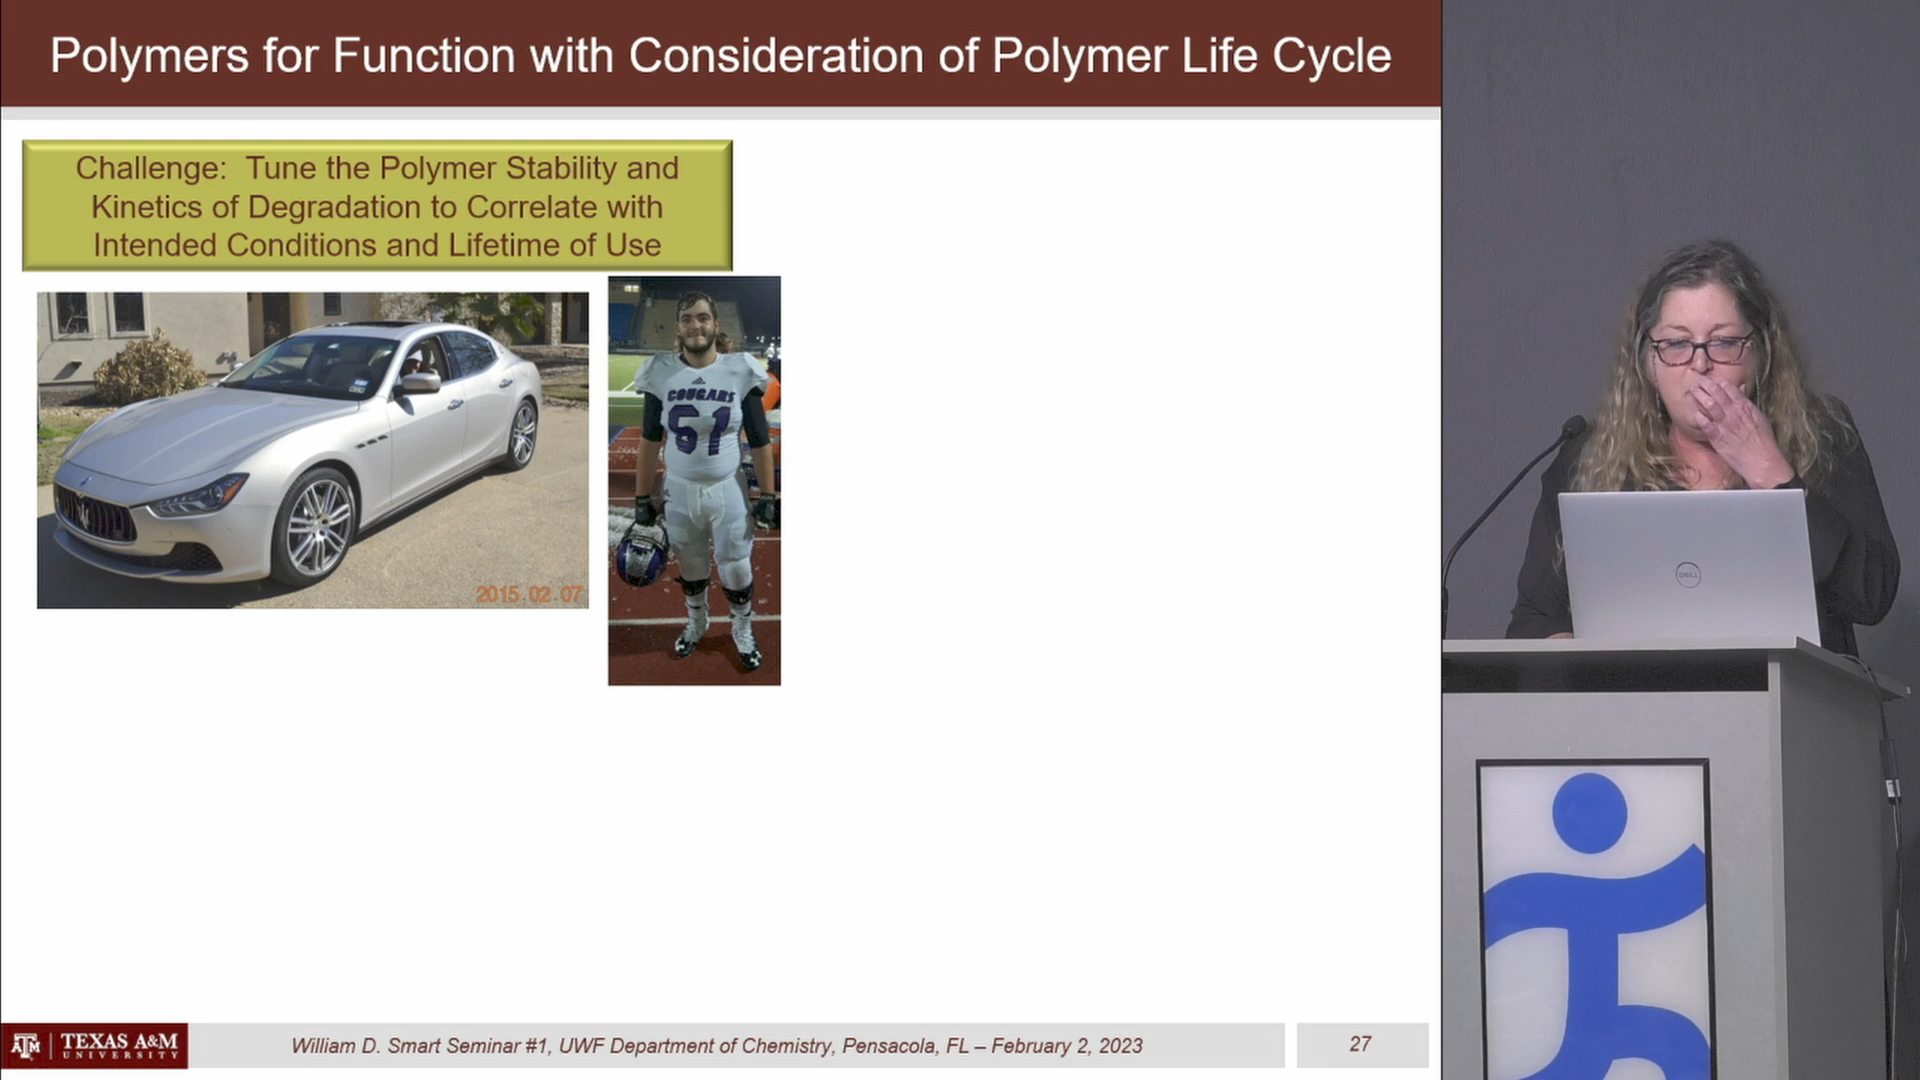 Polymers for Function with Consideration of Polymer Life Cycle
Challenge: Tune the Polymer Stability and
Kinetics of Degradation to Correlate with
Intended Conditions and Lifetime of Use
2015.02.07
COUGARS
61
DELL
ATM
TEXAS A&M
UNIVERSITY
William D. Smart Seminar #1, UWF Department of Chemistry, Pensacola, FL – February 2, 2023
27